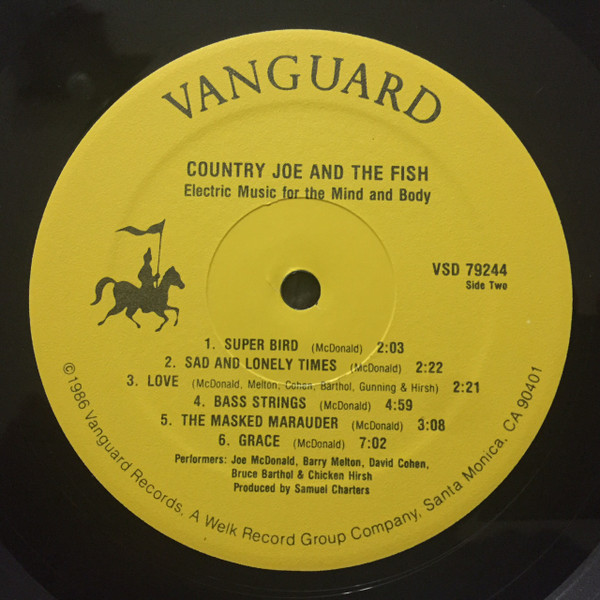 VANGUARD
COUNTRY JOE AND THE FISH
Electric Music for the Mind and Body
VSD 79244
Side Two
1. SUPER BIRD (McDonald) 2:03
2. SAD AND LONELY TIMES (McDonald) 2:22
3. LOVE (McDonald, Melton, Cohen, Barthol, Gunning & Hirsh) 2:21
4. BASS STRINGS (McDonald) 4:59
5. THE MASKED MARAUDER (McDonald) 3:08
6. GRACE (McDonald) 7:02
Performers: Joe McDonald, Barry Melton, David Cohen,
Bruce Barthol & Chicken Hirsh
Produced by Samuel Charters
©1986 Vanguard Records, A Welk Record Group Company, Santa Monica, CA 90401